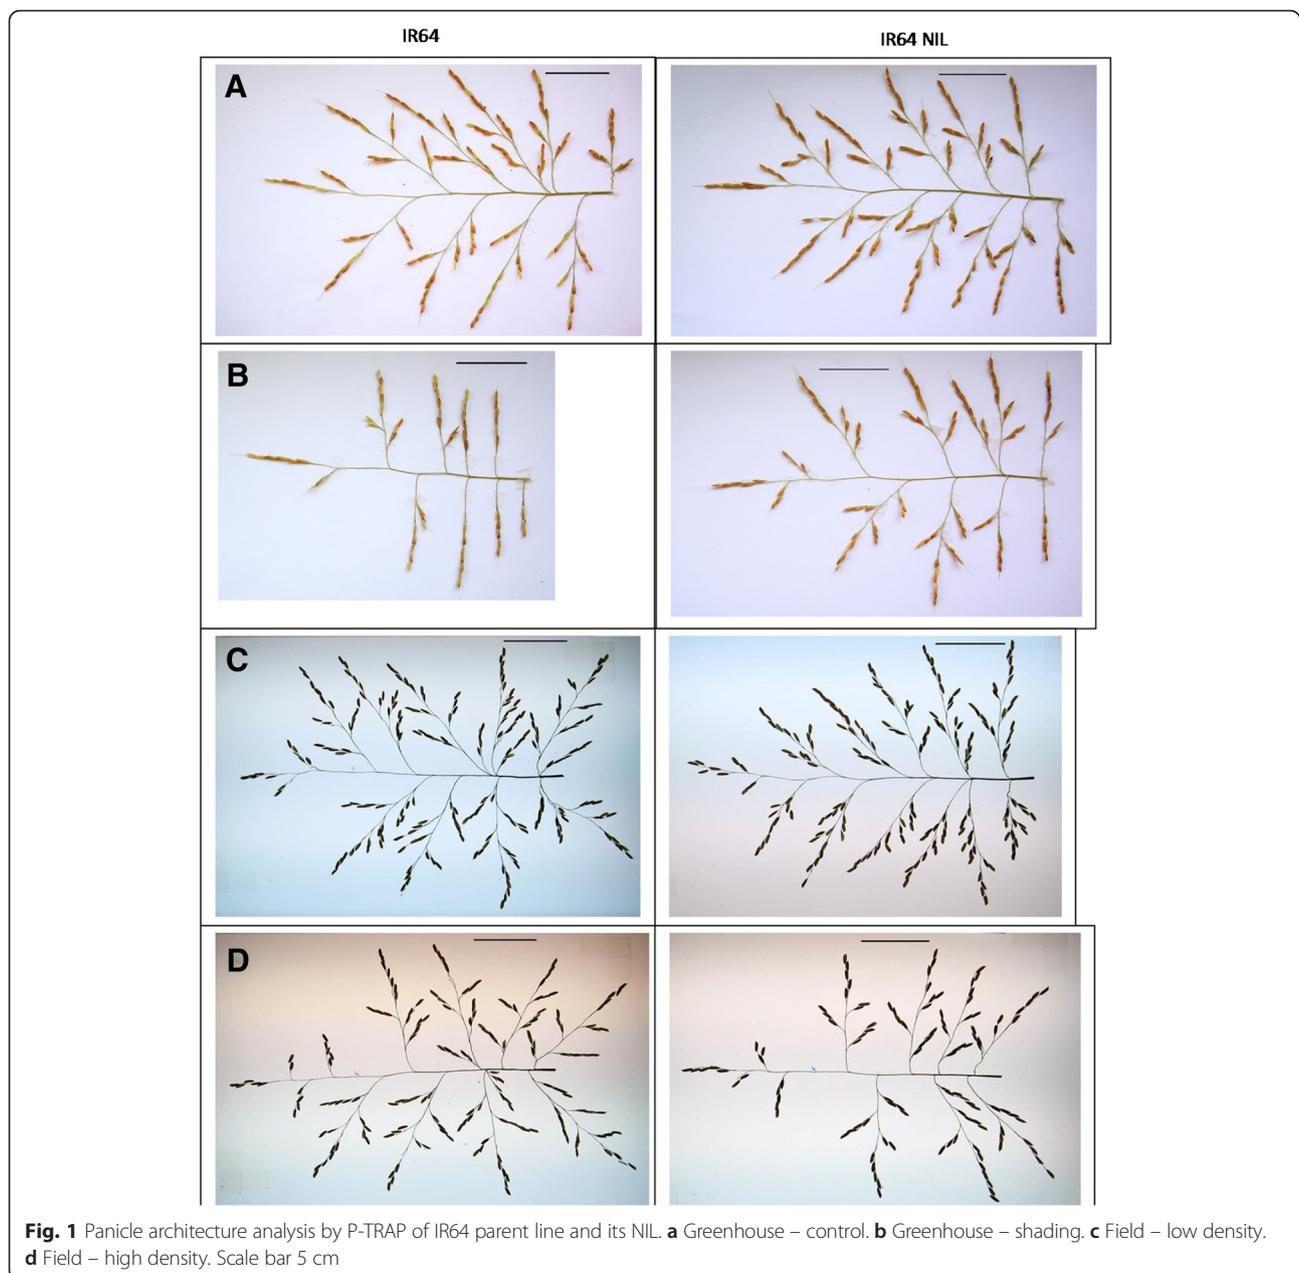 IR64
IR64 NIL
A
B
C
D
Fig. 1 Panicle architecture analysis by P-TRAP of IR64 parent line and its NIL. a Greenhouse – control. b Greenhouse – shading. c Field – low density.
d Field – high density. Scale bar 5 cm